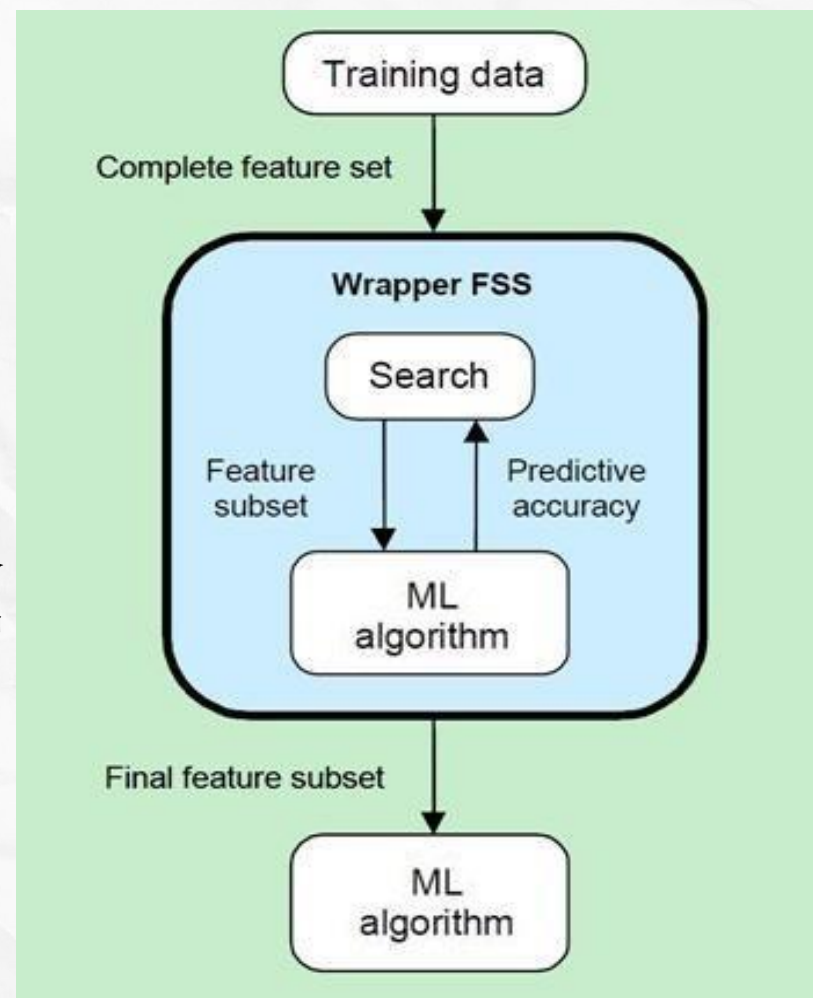 Training data
Complete feature set
Wrapper FSS
Search
Feature
subset
Predictive
accuracy
ML
algorithm
Final feature subset
ML
algorithm